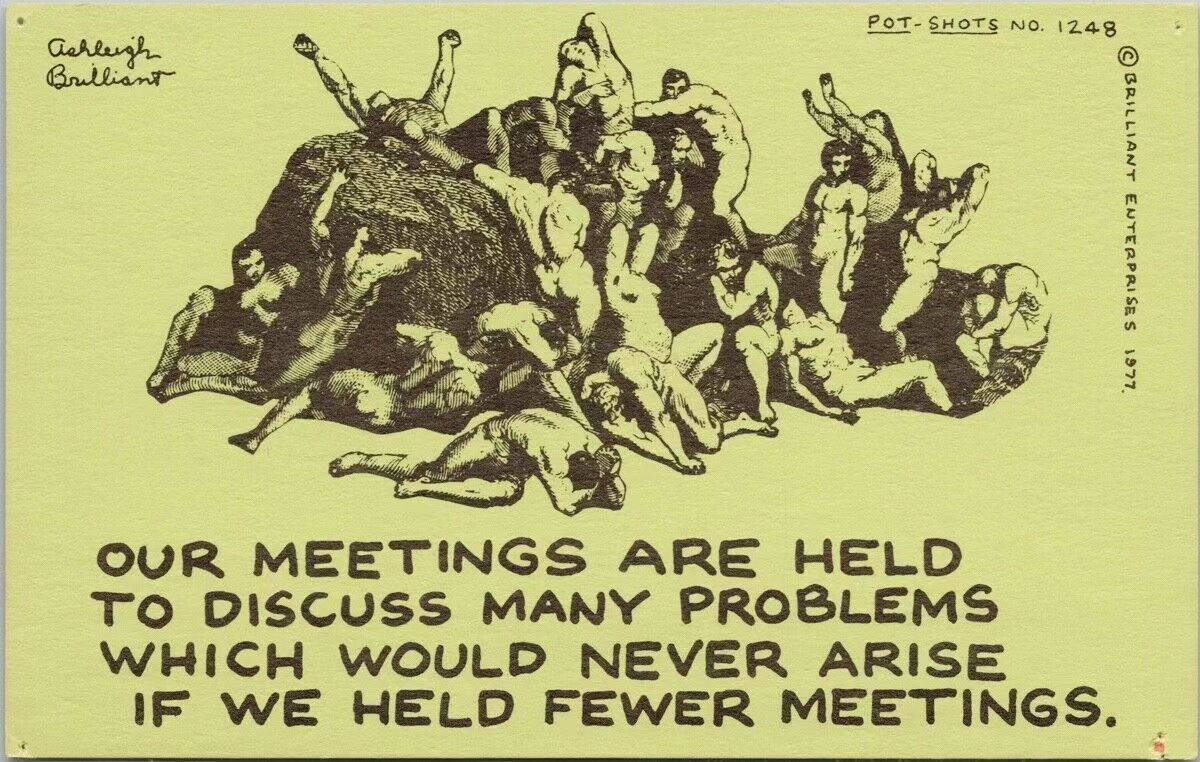 Ashleigh
Brilliant
POT-SHOTS NO. 1248
© BRILLIANT ENTERPRISES 1977.
OUR MEETINGS ARE HELD
TO DISCUSS MANY PROBLEMS
WHICH WOULD NEVER ARISE
IF WE HELD FEWER MEETINGS.